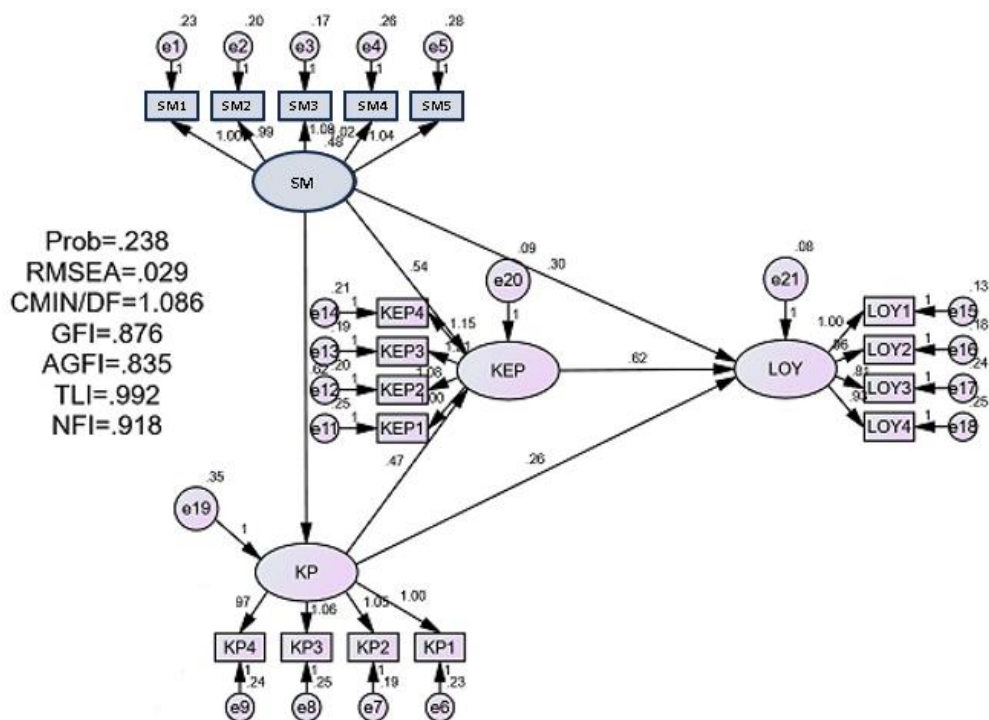 .23 .20 .17 .26 .28
e1 e2 e3 e4 e5
1 1 1 1 1
SM1 SM2 SM3 SM4 SM5
1.00 .99 1.08 1.02 1.04
.48
SM
Prob=.238
RMSEA=.029
CMIN/DF=1.086
GFI=.876
AGFI=.835
TLI=.992
NFI=.918
.54
.09
.30
e20
1
.08
e21
1
.21
e14 1 KEP4 1.15
.19
e13 1 KEP3
.62 .20
e12 1 KEP2 1.08
.25
e11 1 KEP1
KEP
.62
LOY
1.00 LOY1 1 e15 .13
LOY2 1 e16 .18
LOY3 1 e17 .24
LOY4 1 e18 .25
.47
.26
.35
e19
1
KP
.97 1.06 1.05 1.00
KP4 KP3 KP2 KP1
1 1 1 1
.24 .25 .19 .23
e9 e8 e7 e6